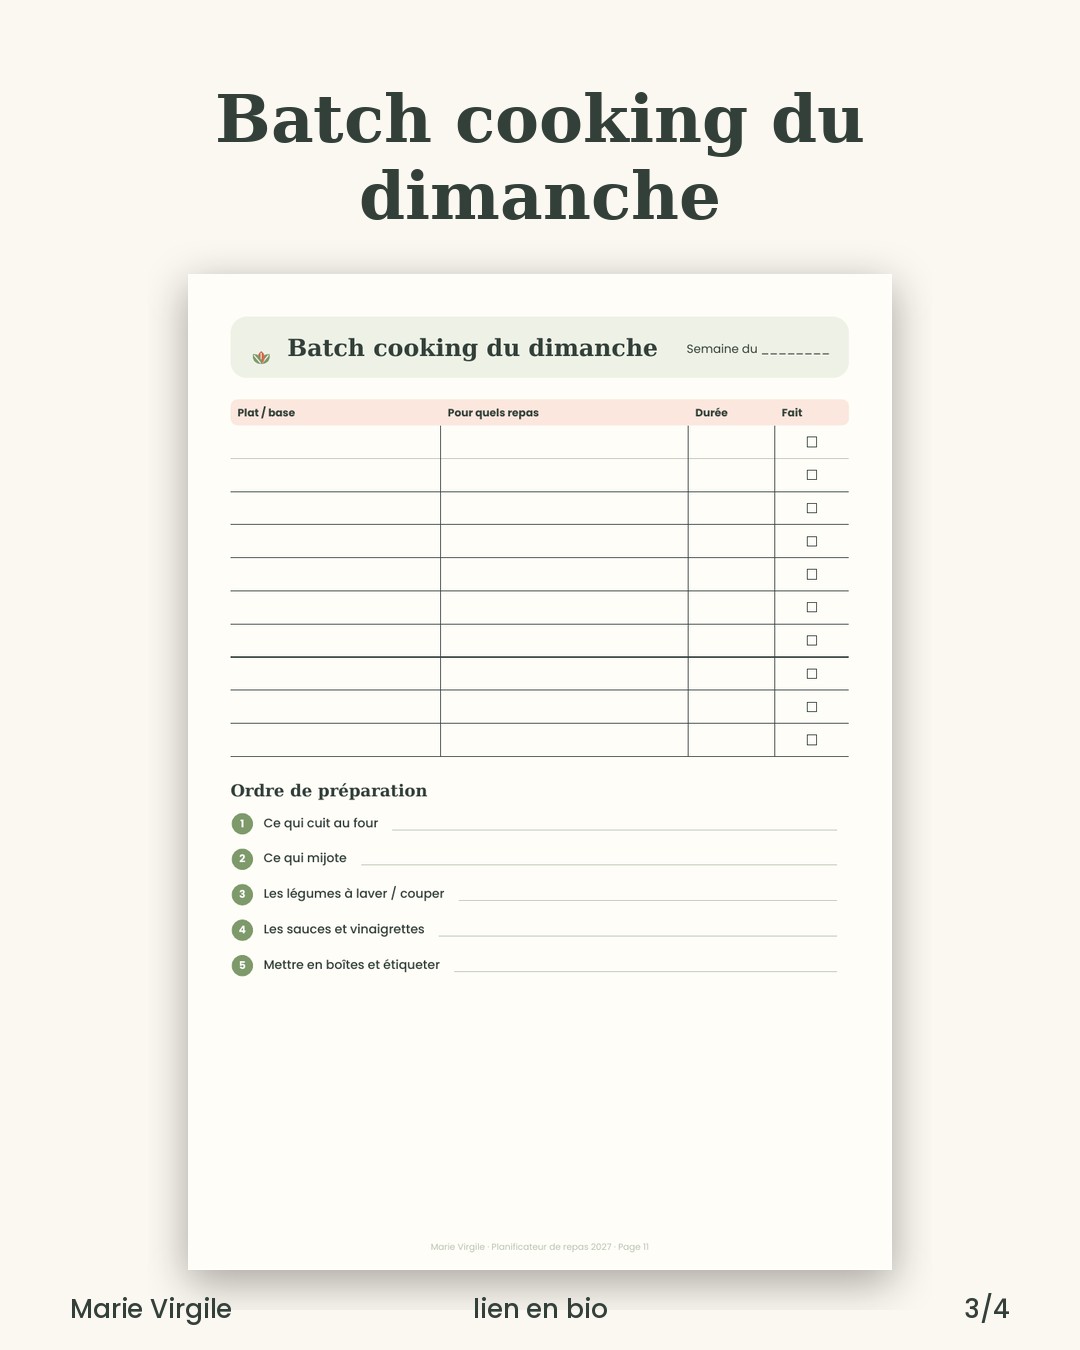 Batch cooking du
dimanche
Batch cooking du dimanche
Semaine du ________
Plat / base
Pour quels repas
Durée
Fait
Ordre de préparation
1 Ce qui cuit au four
2 Ce qui mijote
3 Les légumes à laver / couper
4 Les sauces et vinaigrettes
5 Mettre en boîtes et étiqueter
Marie Virgile · Planificateur de repas 2027 · Page 11
Marie Virgile
lien en bio
3/4